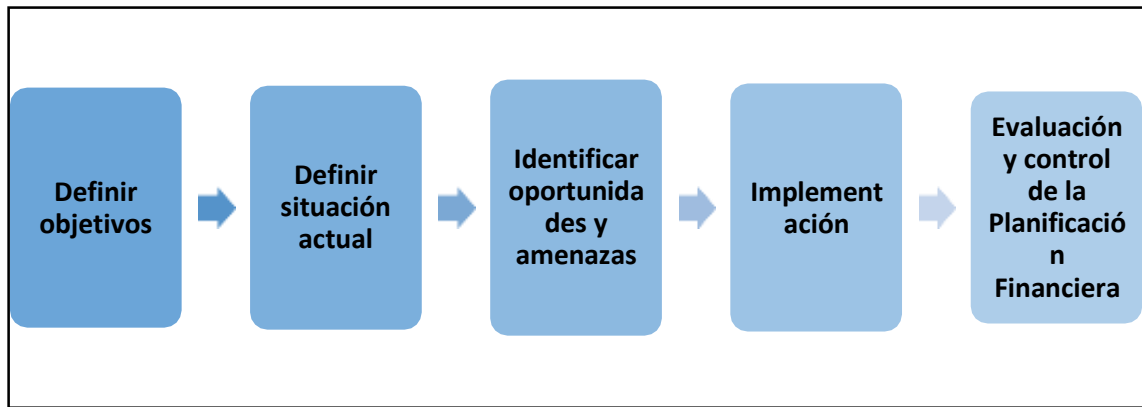 Definir
objetivos
Definir
situación
actual
Identificar
oportunida
des y
amenazas
Implement
ación
Evaluación
y control
de la
Planificació
n
Financiera